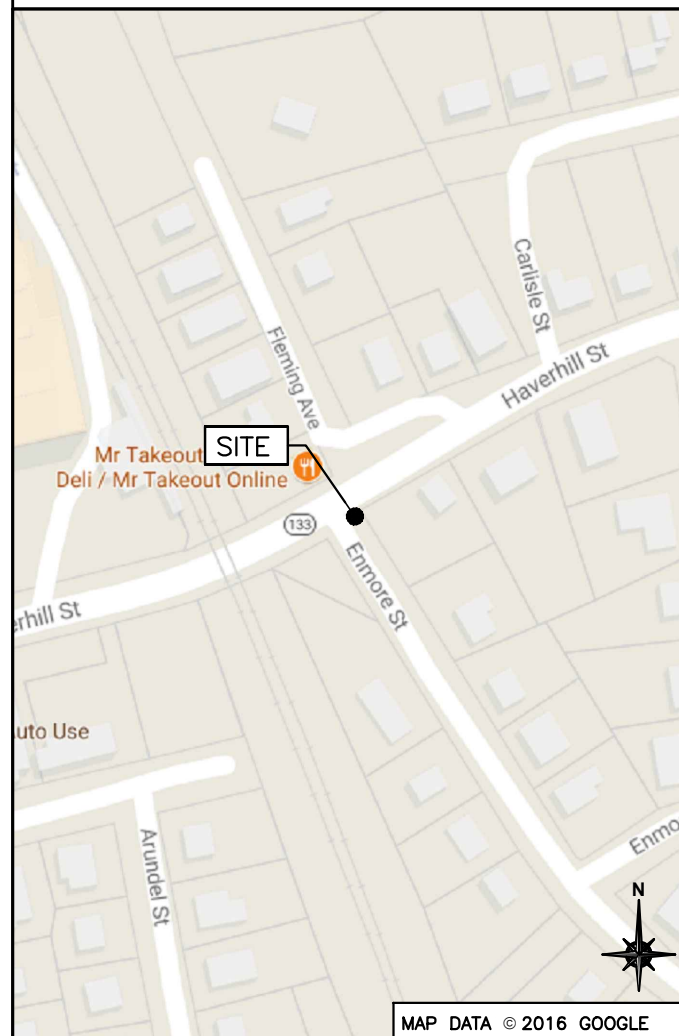 Carlisle St
Fleming Ave
Haverhill St
SITE
Mr Takeout
Deli / Mr Takeout Online
133
Enmore St
erhill St
uto Use
Enmo
Arundel St
N
MAP DATA © 2016 GOOGLE